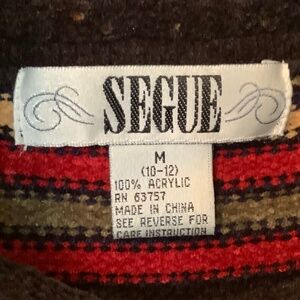 SEGUE
M
(10-12)
100% ACRYLIC
RN 63757
MADE IN CHINA
SEE REVERSE FOR
CARE INSTRUCTION